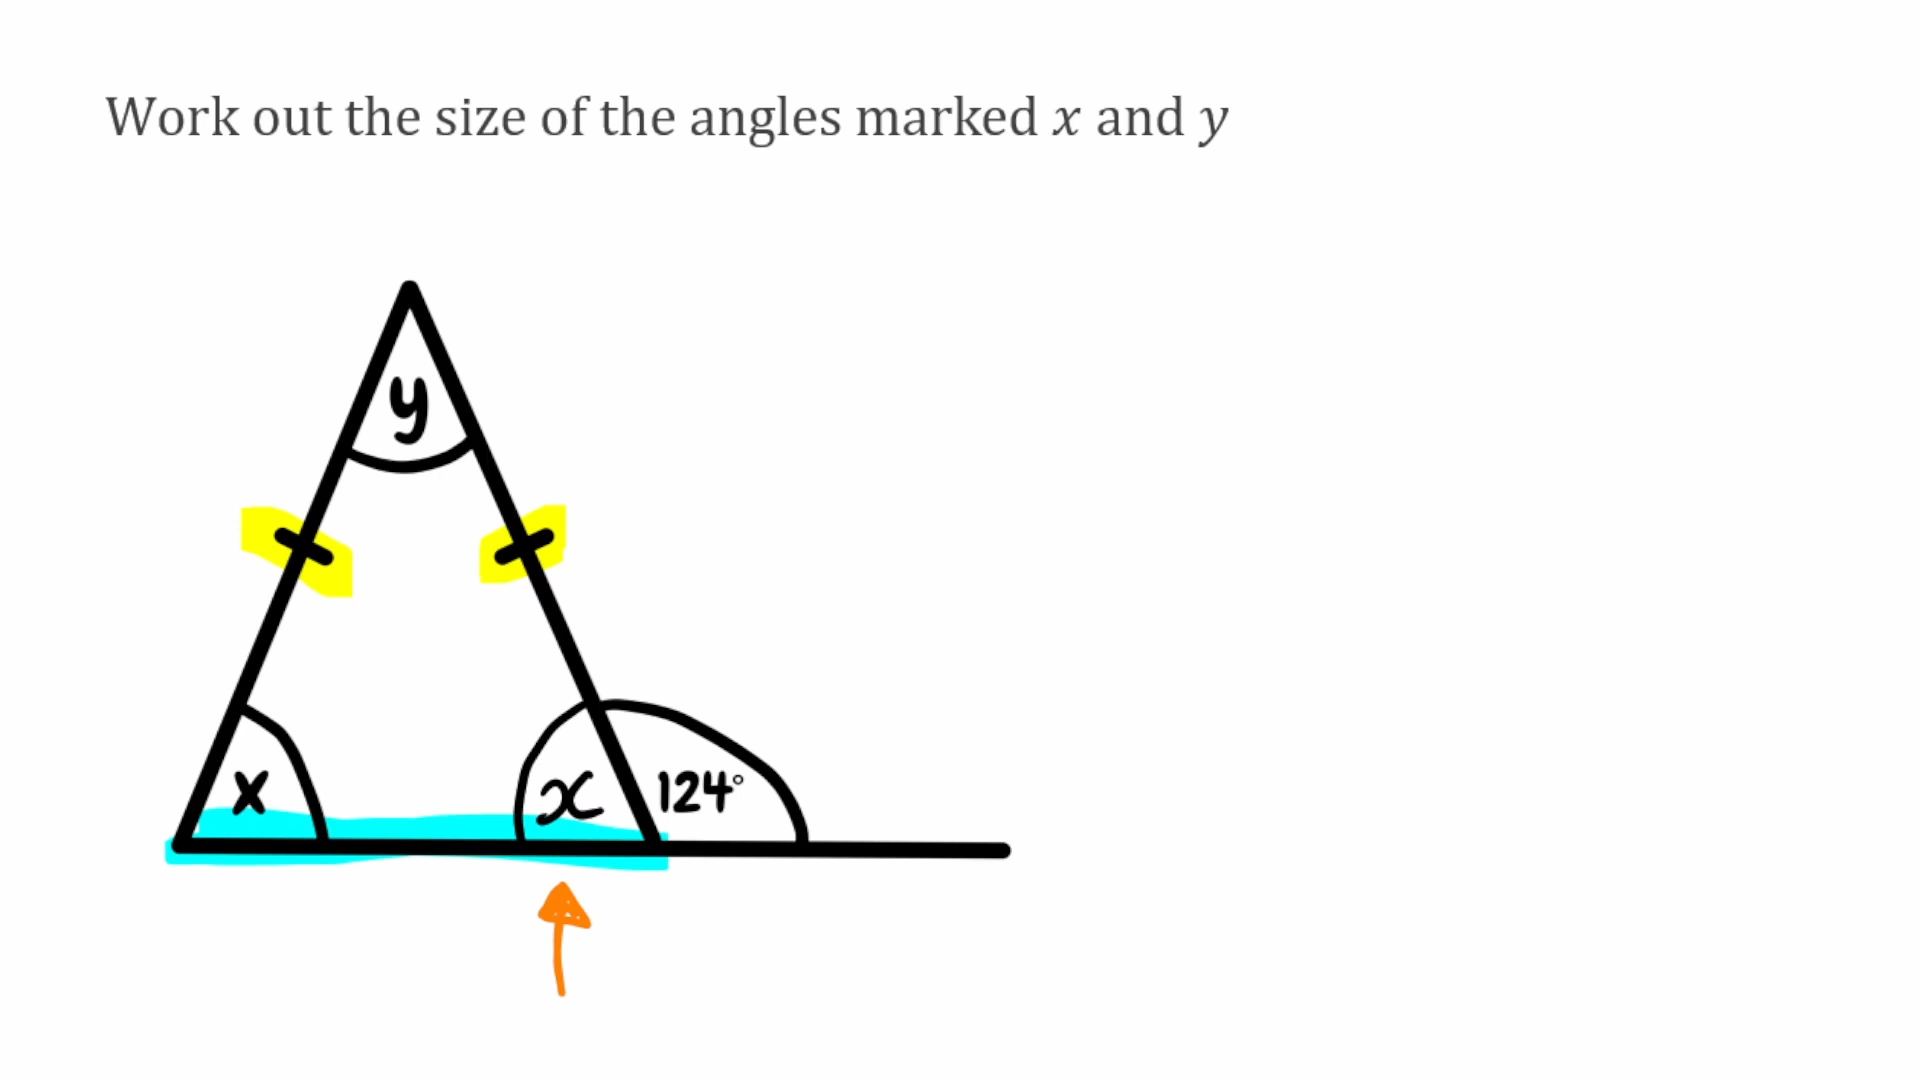 Work out the size of the angles marked x and y
y
x
x
124°